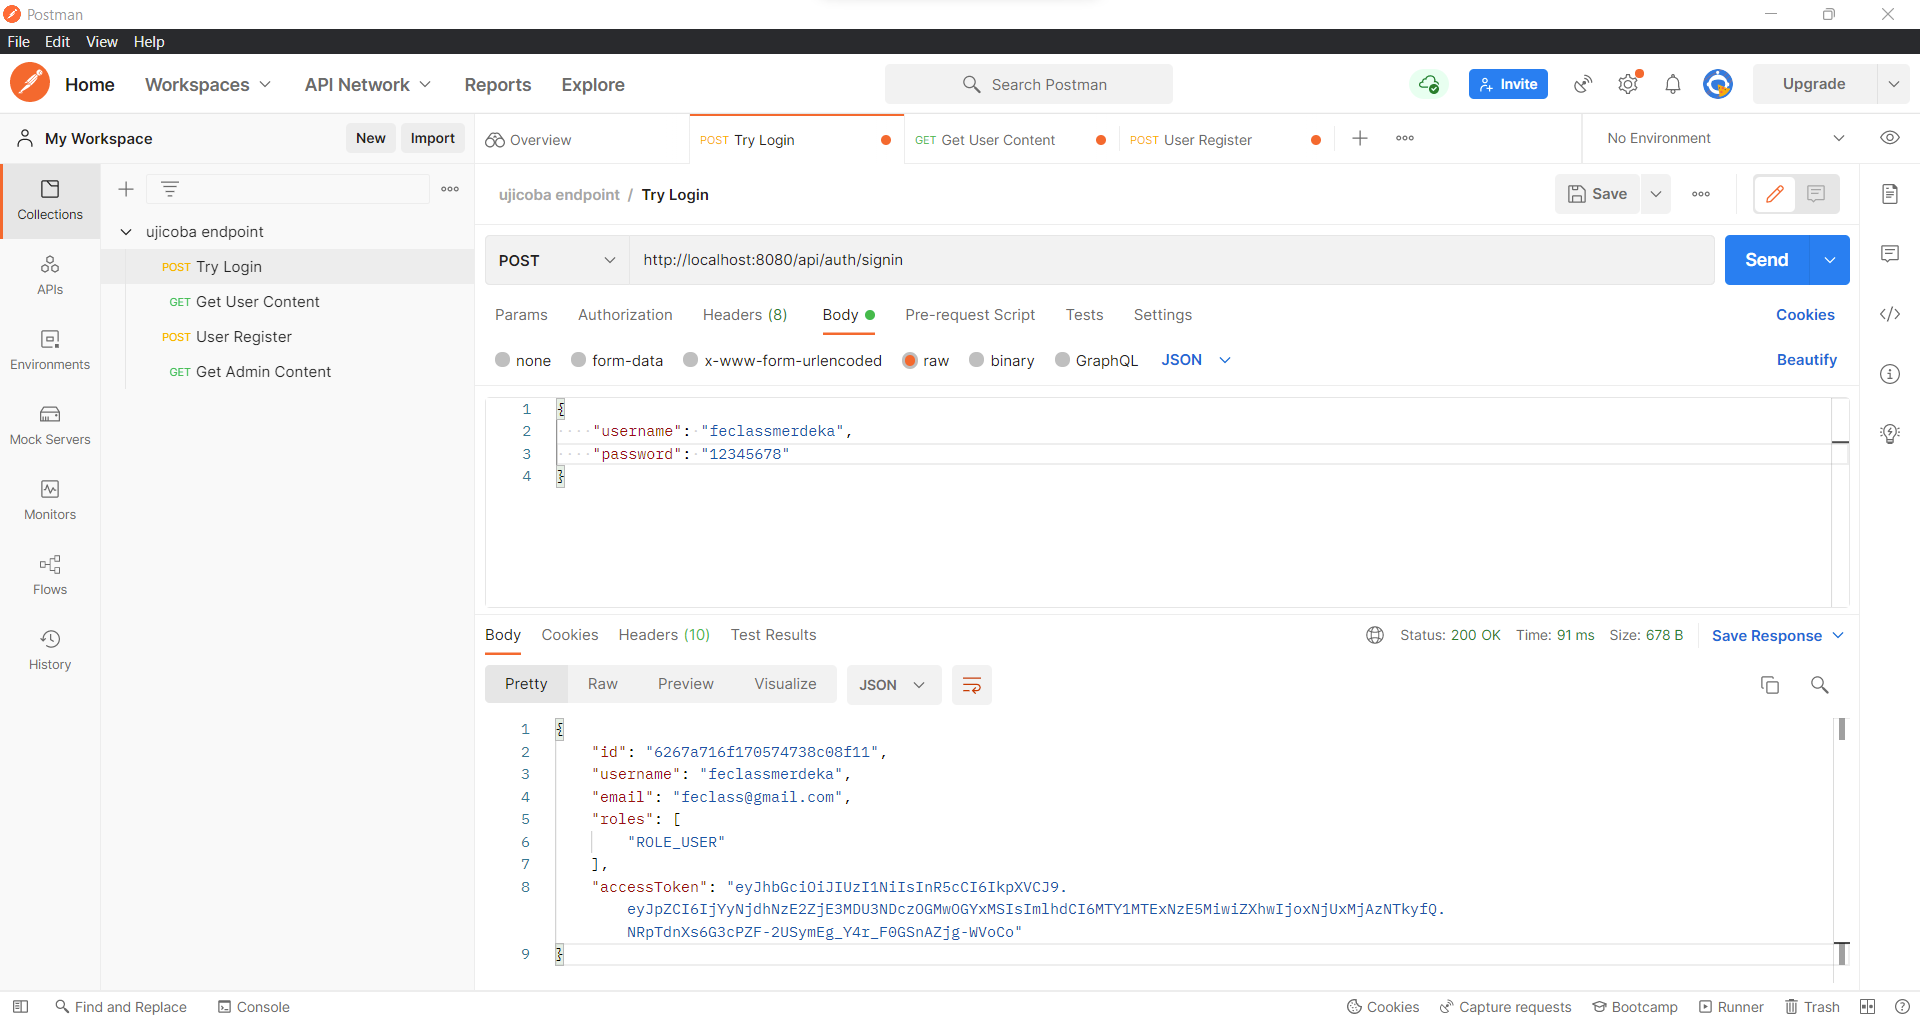 Postman
File Edit View Help
Home Workspaces API Network Reports Explore Search Postman Invite Upgrade
My Workspace New Import Overview POST Try Login GET Get User Content POST User Register No Environment
Collections
APIs
Environments
Mock Servers
Monitors
Flows
History
ujicoba endpoint
POST Try Login
GET Get User Content
POST User Register
GET Get Admin Content
ujicoba endpoint / Try Login Save
POST http://localhost:8080/api/auth/signin Send
Params Authorization Headers (8) Body Pre-request Script Tests Settings Cookies
none form-data x-www-form-urlencoded raw binary GraphQL JSON Beautify
1 {
2 "username": "feclassmerdeka",
3 "password": "12345678"
4 }
Body Cookies Headers (10) Test Results Status: 200 OK Time: 91 ms Size: 678 B Save Response
Pretty Raw Preview Visualize JSON
1 {
2 "id": "6267a716f170574738c08f11",
3 "username": "feclassmerdeka",
4 "email": "feclass@gmail.com",
5 "roles": [
6 "ROLE_USER"
7 ],
8 "accessToken": "eyJhbGciOiJIUzI1NiIsInR5cCI6IkpXVCJ9.
eyJpZCI6IjYyNjdhNzE2ZjE3MDU3NDczOGMwOGYxMSIsImlhdCI6MTY1MTExNzE5MiwiZXhwIjoxNjUxMjAzNTkyfQ.
NRpTdnXs6G3cPZF-2USymEg_Y4r_F0GSnAZjg-WVoCo"
9 }
Find and Replace Console Cookies Capture requests Bootcamp Runner Trash